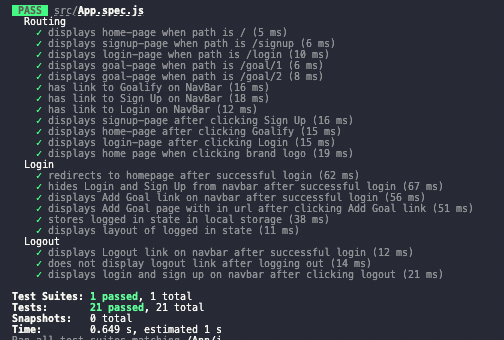 PASS src/App.spec.js
Routing
✓ displays home-page when path is / (5 ms)
✓ displays signup-page when path is /signup (6 ms)
✓ displays login-page when path is /login (10 ms)
✓ displays goal-page when path is /goal/1 (6 ms)
✓ displays goal-page when path is /goal/2 (8 ms)
✓ has link to Goalify on NavBar (16 ms)
✓ has link to Sign Up on NavBar (18 ms)
✓ has link to Login on NavBar (12 ms)
✓ displays signup-page after clicking Sign Up (16 ms)
✓ displays home-page after clicking Goalify (15 ms)
✓ displays login-page after clicking Login (15 ms)
✓ displays home page when clicking brand logo (19 ms)
Login
✓ redirects to homepage after successful login (62 ms)
✓ hides Login and Sign Up from navbar after successful login (67 ms)
✓ displays Add Goal link on navbar after successful login (56 ms)
✓ displays Add Goal page with in url after clicking Add Goal link (51 ms)
✓ stores logged in state in local storage (38 ms)
✓ displays layout of logged in state (11 ms)
Logout
✓ displays Logout link on navbar after successful login (12 ms)
✓ does not display logout link after logging out (14 ms)
✓ displays login and sign up on navbar after clicking logout (21 ms)
Test Suites: 1 passed, 1 total
Tests: 21 passed, 21 total
Snapshots: 0 total
Time: 0.649 s, estimated 1 s
Ran all test suites matching /App/i